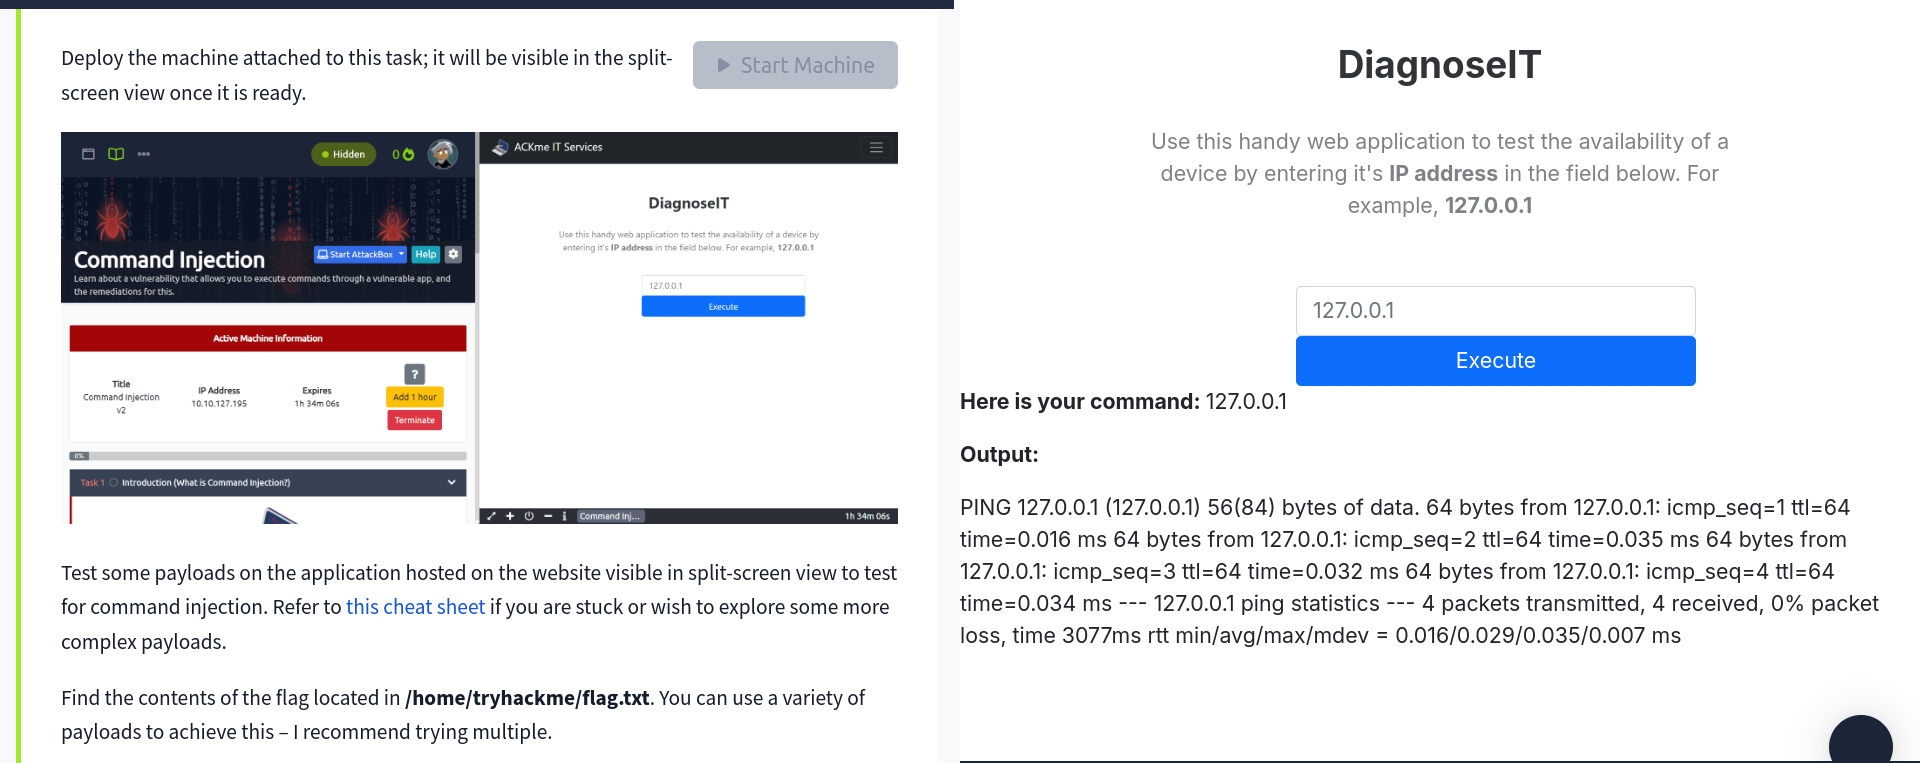 Deploy the machine attached to this task; it will be visible in the split-
screen view once it is ready.
Start Machine
Hidden
0
Command Injection
Start AttackBox
Help
Learn about a vulnerability that allows you to execute commands through a vulnerable app, and
the remediations for this.
Active Machine Information
Title
Command Injection
v2
IP Address
10.10.127.195
Expires
1h 34m 06s
?
Add 1 hour
Terminate
0%
Task 1 Introduction (What is Command Injection?)
ACKme IT Services
DiagnoseIT
Use this handy web application to test the availability of a device by
entering it's IP address in the field below. For example, 127.0.0.1
127.0.0.1
Execute
Command Inj...
1h 34m 06s
Test some payloads on the application hosted on the website visible in split-screen view to test
for command injection. Refer to this cheat sheet if you are stuck or wish to explore some more
complex payloads.
Find the contents of the flag located in /home/tryhackme/flag.txt. You can use a variety of
payloads to achieve this – I recommend trying multiple.
DiagnoseIT
Use this handy web application to test the availability of a
device by entering it's IP address in the field below. For
example, 127.0.0.1
127.0.0.1
Execute
Here is your command: 127.0.0.1
Output:
PING 127.0.0.1 (127.0.0.1) 56(84) bytes of data. 64 bytes from 127.0.0.1: icmp_seq=1 ttl=64
time=0.016 ms 64 bytes from 127.0.0.1: icmp_seq=2 ttl=64 time=0.035 ms 64 bytes from
127.0.0.1: icmp_seq=3 ttl=64 time=0.032 ms 64 bytes from 127.0.0.1: icmp_seq=4 ttl=64
time=0.034 ms --- 127.0.0.1 ping statistics --- 4 packets transmitted, 4 received, 0% packet
loss, time 3077ms rtt min/avg/max/mdev = 0.016/0.029/0.035/0.007 ms